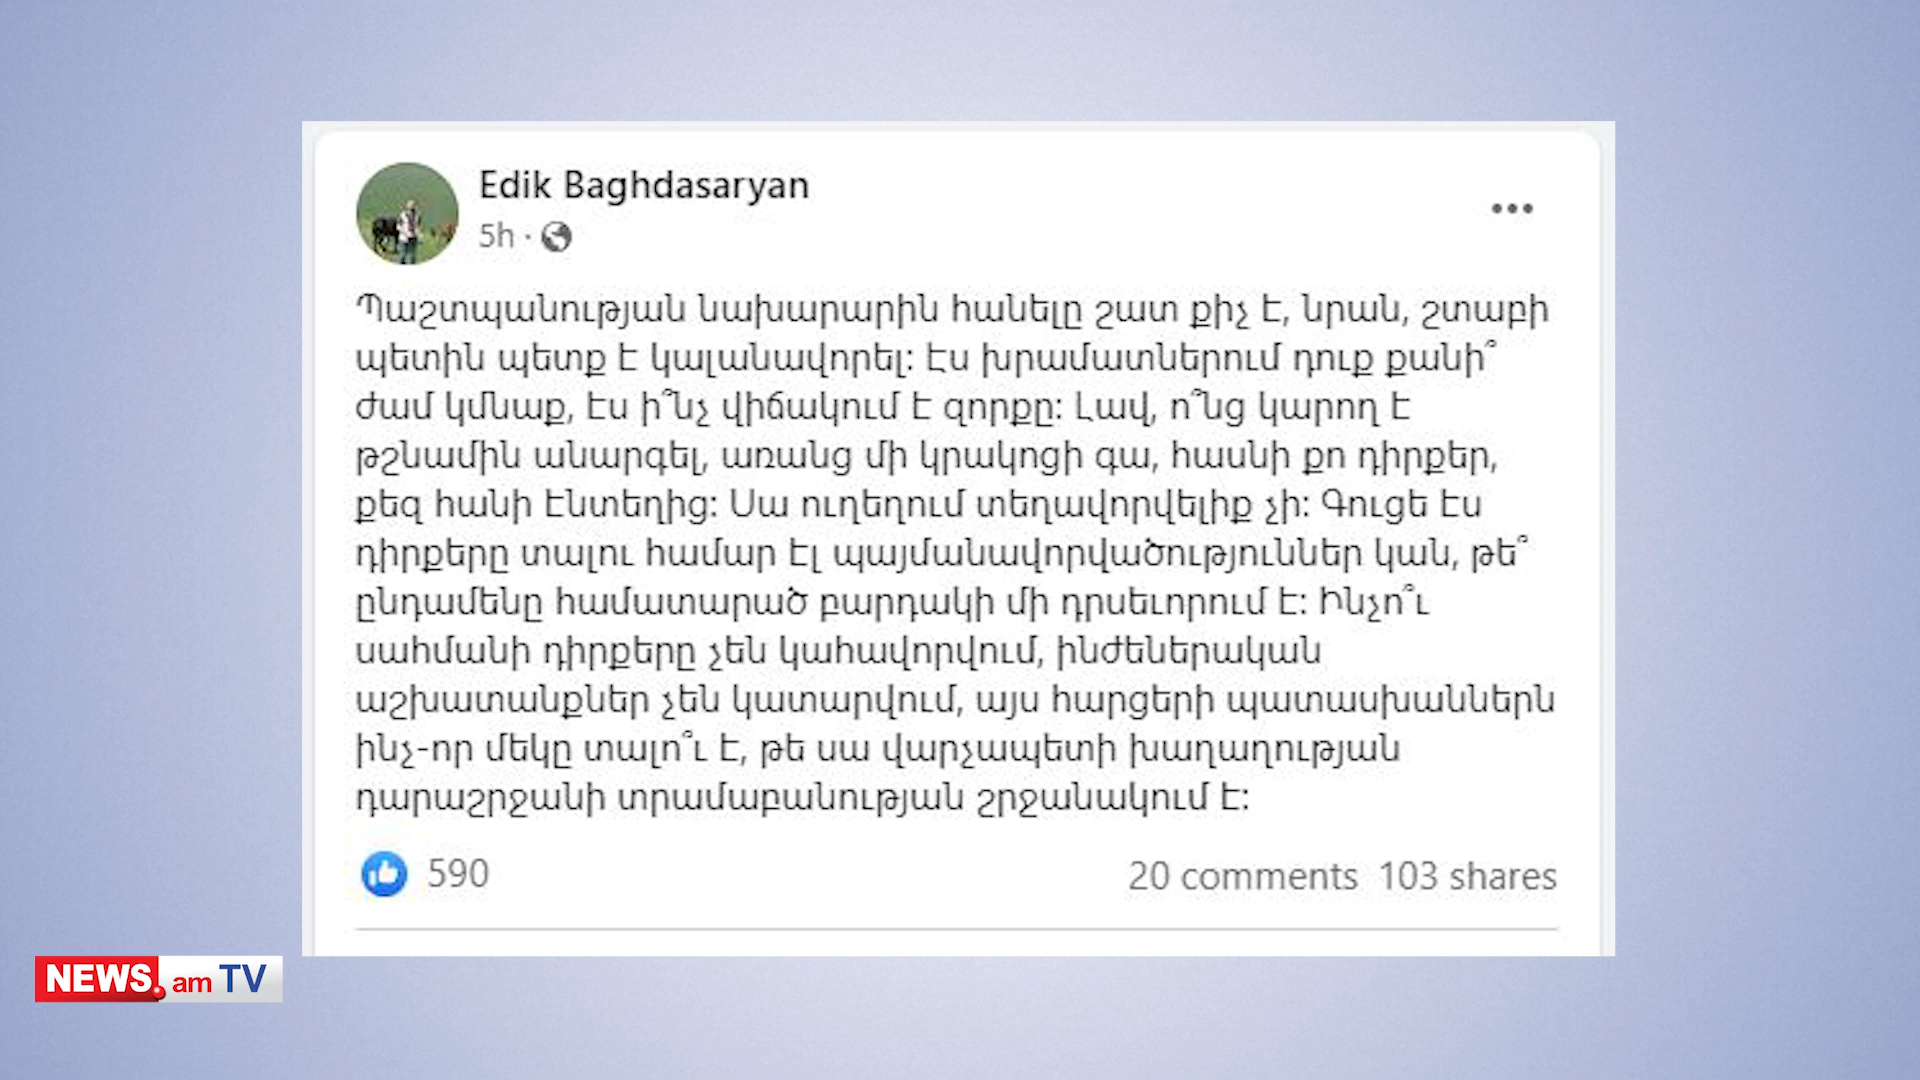 Edik Baghdasaryan
5h ·
Պաշտպանության նախարարին հանելը շատ քիչ է, նրան, շտաբի
պետին պետք է կալանավորել: Էս խրամատներում դուք քանի՞
ժամ կմնաք, էս ի՞նչ վիճակում է զորքը: Լավ, ո՞նց կարող է
թշնամին անարգել, առանց մի կրակոցի գա, հասնի քո դիրքեր,
քեզ հանի էնտեղից: Սա ուղեղում տեղավորվելիք չի: Գուցե էս
դիրքերը տալու համար էլ պայմանավորվածություններ կան, թե՞
ընդամենը համատարած բարդակի մի դրսեւորում է: Ինչո՞ւ
սահմանի դիրքերը չեն կահավորվում, ինժեներական
աշխատանքներ չեն կատարվում, այս հարցերի պատասխաններն
ինչ-որ մեկը տալո՞ւ է, թե սա վարչապետի խաղաղության
դարաշրջանի տրամաբանության շրջանակում է:
590
20 comments 103 shares
NEWS.am TV